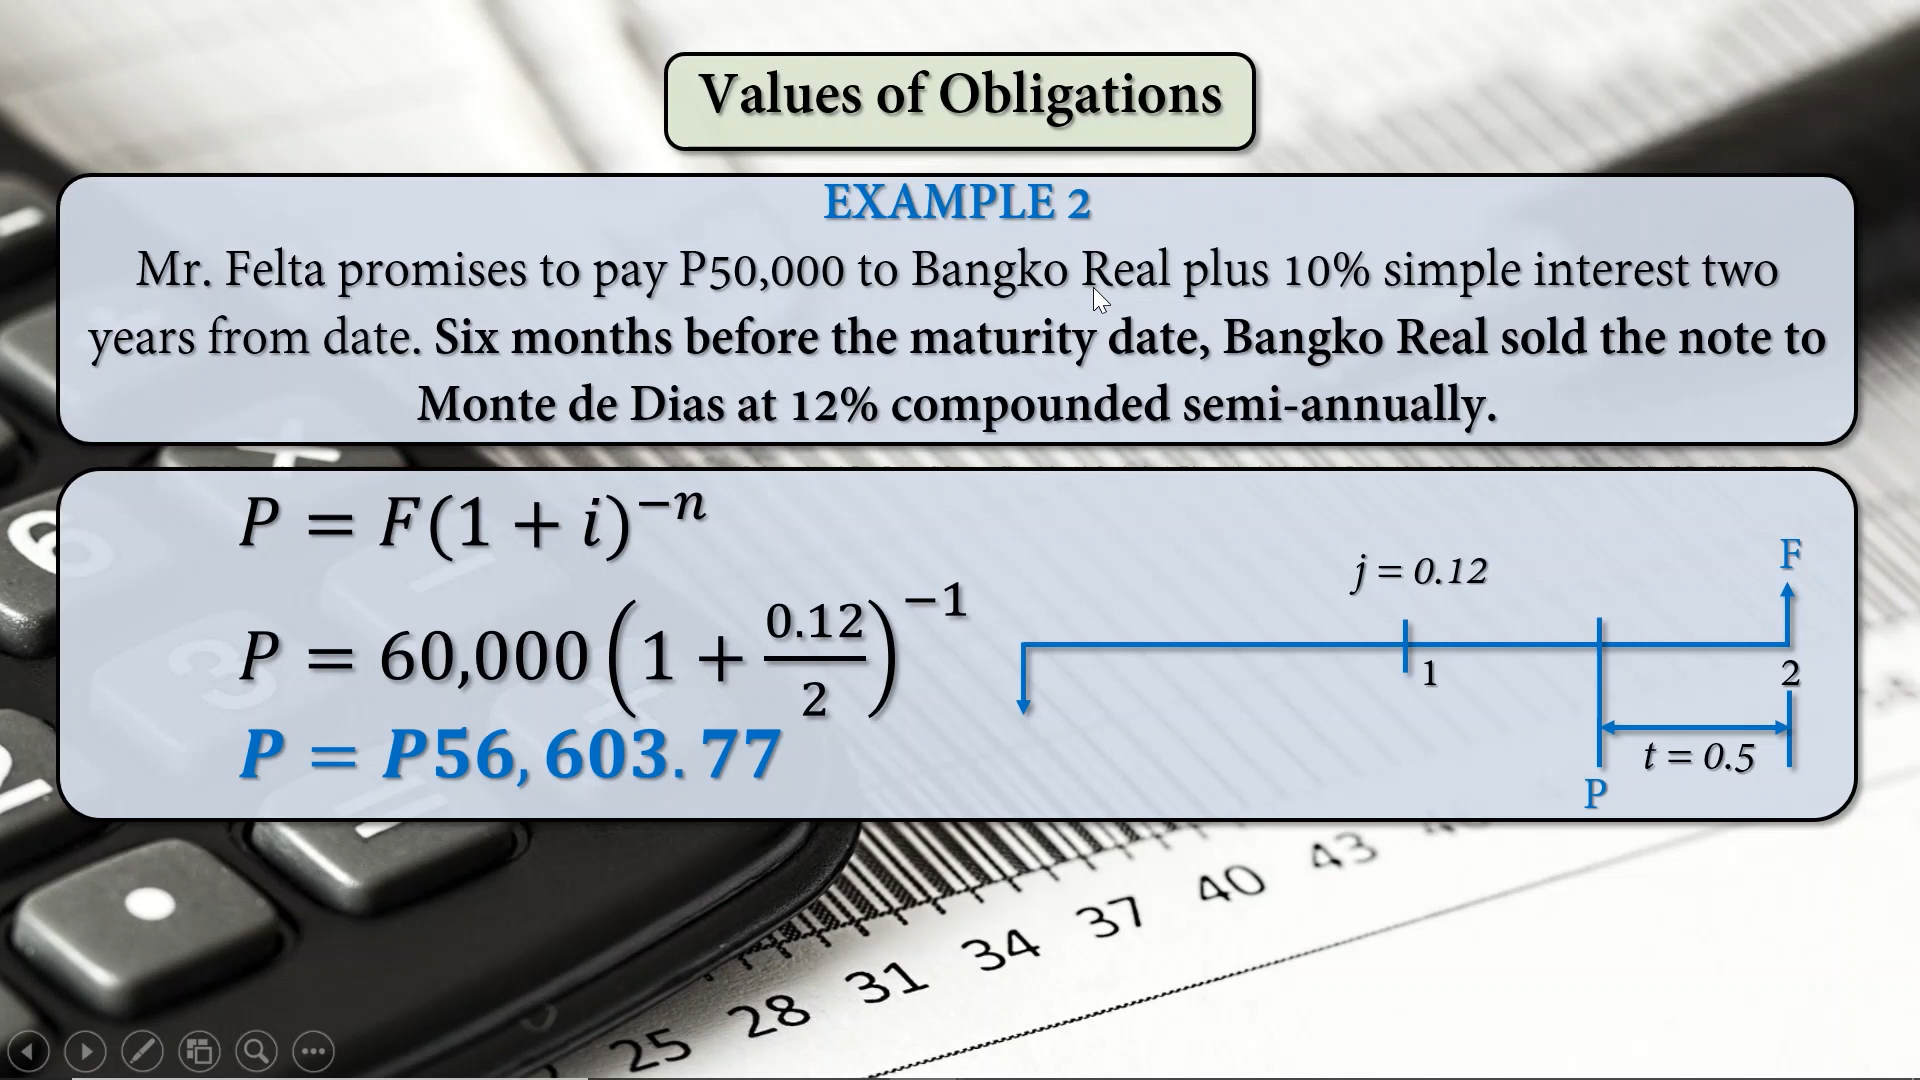 Values of Obligations
EXAMPLE 2
Mr. Felta promises to pay P50,000 to Bangko Real plus 10% simple interest two
years from date. Six months before the maturity date, Bangko Real sold the note to
Monte de Dias at 12% compounded semi-annually.
P = F(1 + i)^{-n}
P = 60,000(1 + 0.12/2)^{-1}
P = P56,603.77
j = 0.12
F
1
2
t = 0.5
P
25 28 31 34 37 40 43